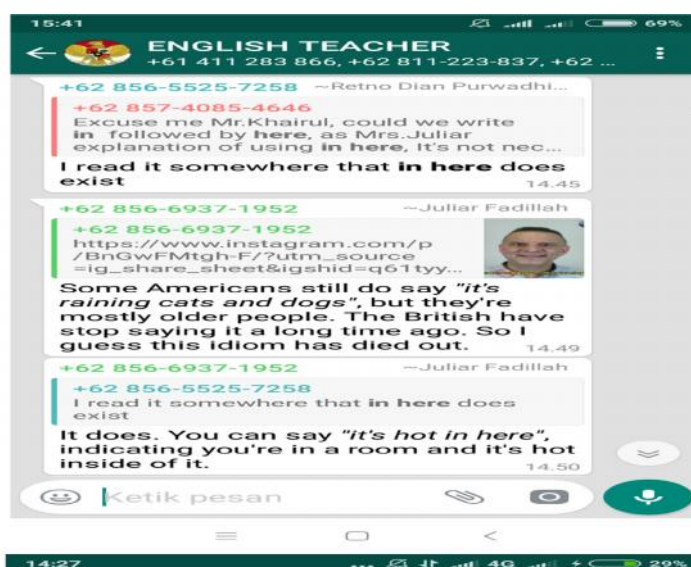 15:41 69%
ENGLISH TEACHER
+61 411 283 866, +62 811-223-837, +62 ...
+62 856-5525-7258 ~Retno Dian Purwadhi...
+62 857-4085-4646
Excuse me Mr.Khairul, could we write
in followed by here, as Mrs.Juliar
explanation of using in here, It's not nec...
I read it somewhere that in here does
exist
14.45
+62 856-6937-1952 ~Juliar Fadillah
+62 856-6937-1952
https://www.instagram.com/p
/BnGwFMtgh-F/?utm_source
=ig_share_sheet&igshid=q61tyy...
Some Americans still do say "it's
raining cats and dogs", but they're
mostly older people. The British have
stop saying it a long time ago. So I
guess this idiom has died out. 14.49
+62 856-6937-1952 ~Juliar Fadillah
+62 856-5525-7258
I read it somewhere that in here does
exist
It does. You can say "it's hot in here",
indicating you're in a room and it's hot
inside of it. 14.50
Ketik pesan
14:27 4G 29%